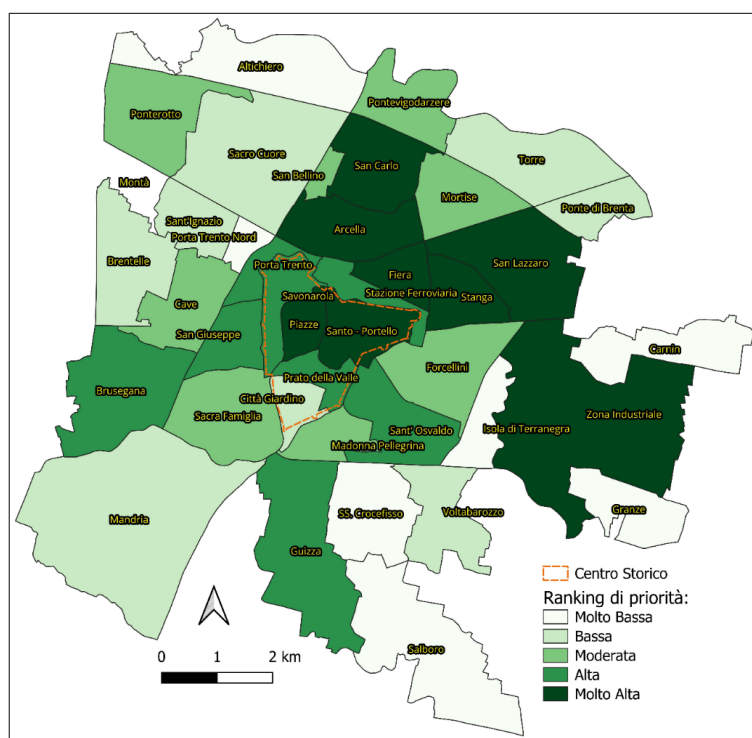 Altichiero
Pontevigodarzere
Ponterotto
Sacro Cuore
San Carlo
Torre
San Bellino
Montà
Mortise
Sant'Ignazio
Ponte di Brenta
Porta Trento Nord
Arcella
Brentelle
Porta Trento
San Lazzaro
Fiera
Savonarola
Stazione Ferroviaria
Cave
Stanga
Piazze
San Giuseppe
Santo - Portello
Carnin
Forcellini
Prato della Valle
Brusegana
Città Giardino
Sacra Famiglia
Zona Industriale
Sant' Osvaldo
Isola di Terranegra
Madonna Pellegrina
Mandria
SS. Crocefisso
Voltabarozzo
Granze
Guizza
Salboro
Centro Storico
Ranking di priorità:
Molto Bassa
Bassa
Moderata
Alta
Molto Alta
0 1 2 km